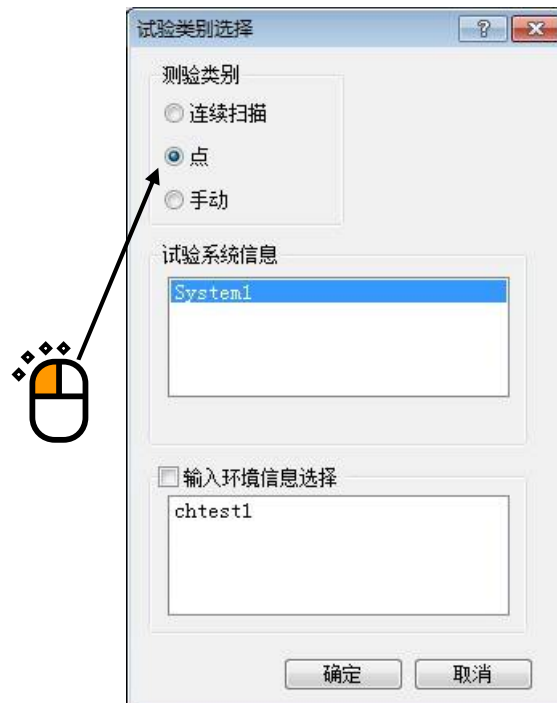 试验类别选择
测验类别
连续扫描
点
手动
试验系统信息
System1
输入环境信息选择
chtest1
确定
取消